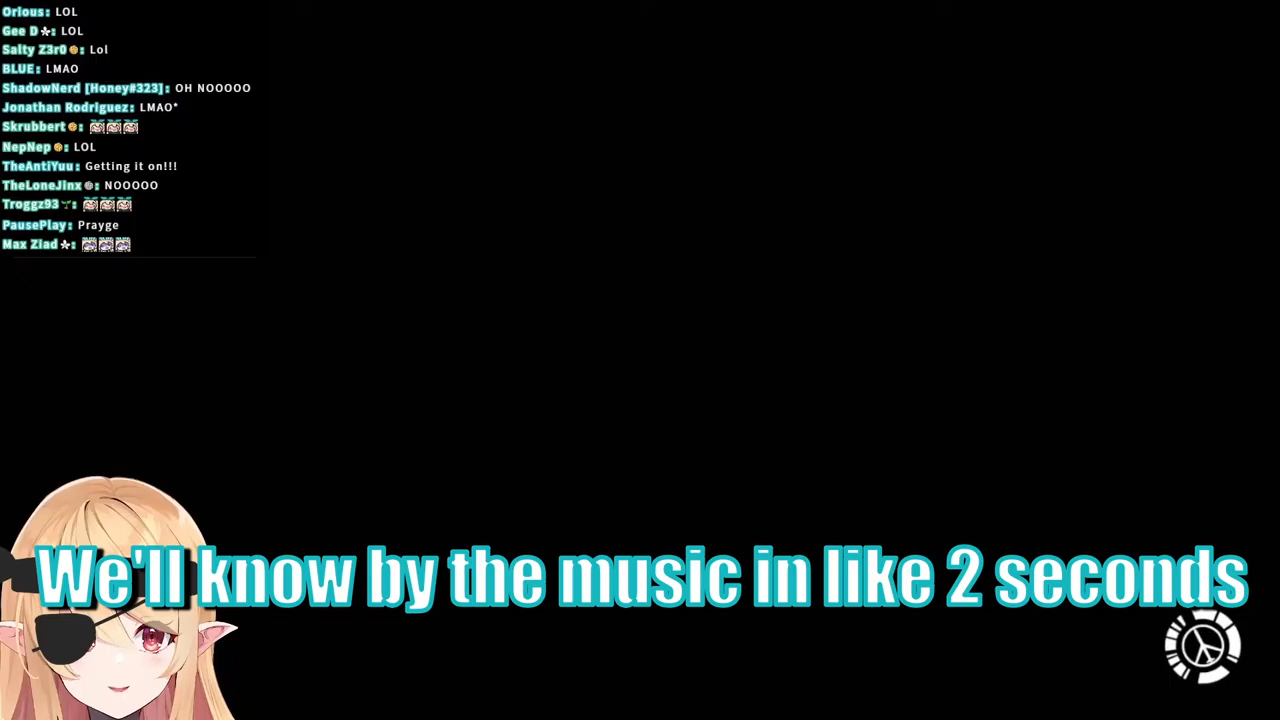 Orious: LOL
Gee D: LOL
Salty Z3r0: Lol
BLUE: LMAO
ShadowNerd [Honey#323]: OH NOOOOO
Jonathan Rodriguez: LMAO*
Skrubbert:
NepNep: LOL
TheAntiYuu: Getting it on!!!
TheLoneJinx: NOOOOO
Troggz93:
PausePlay: Prayge
Max Ziad:
We'll know by the music in like 2 seconds